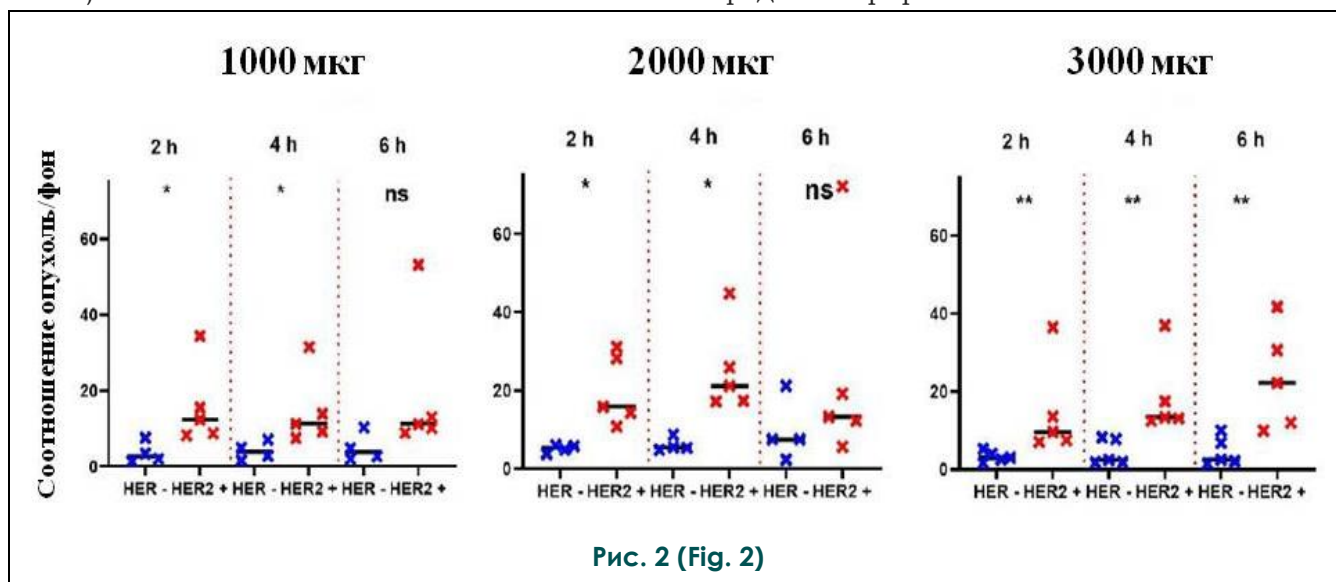 1000 мкг 2000 мкг 3000 мкг
2 h 4 h 6 h 2 h 4 h 6 h 2 h 4 h 6 h
* * ns * * ns ** ** **
Соотношение опухоль/фон
60 60 60
40 40 40
20 20 20
0 0 0
HER - HER2 + HER - HER2 + HER - HER2 + HER - HER2 + HER - HER2 + HER - HER2 + HER - HER2 + HER - HER2 + HER - HER2 +
Рис. 2 (Fig. 2)